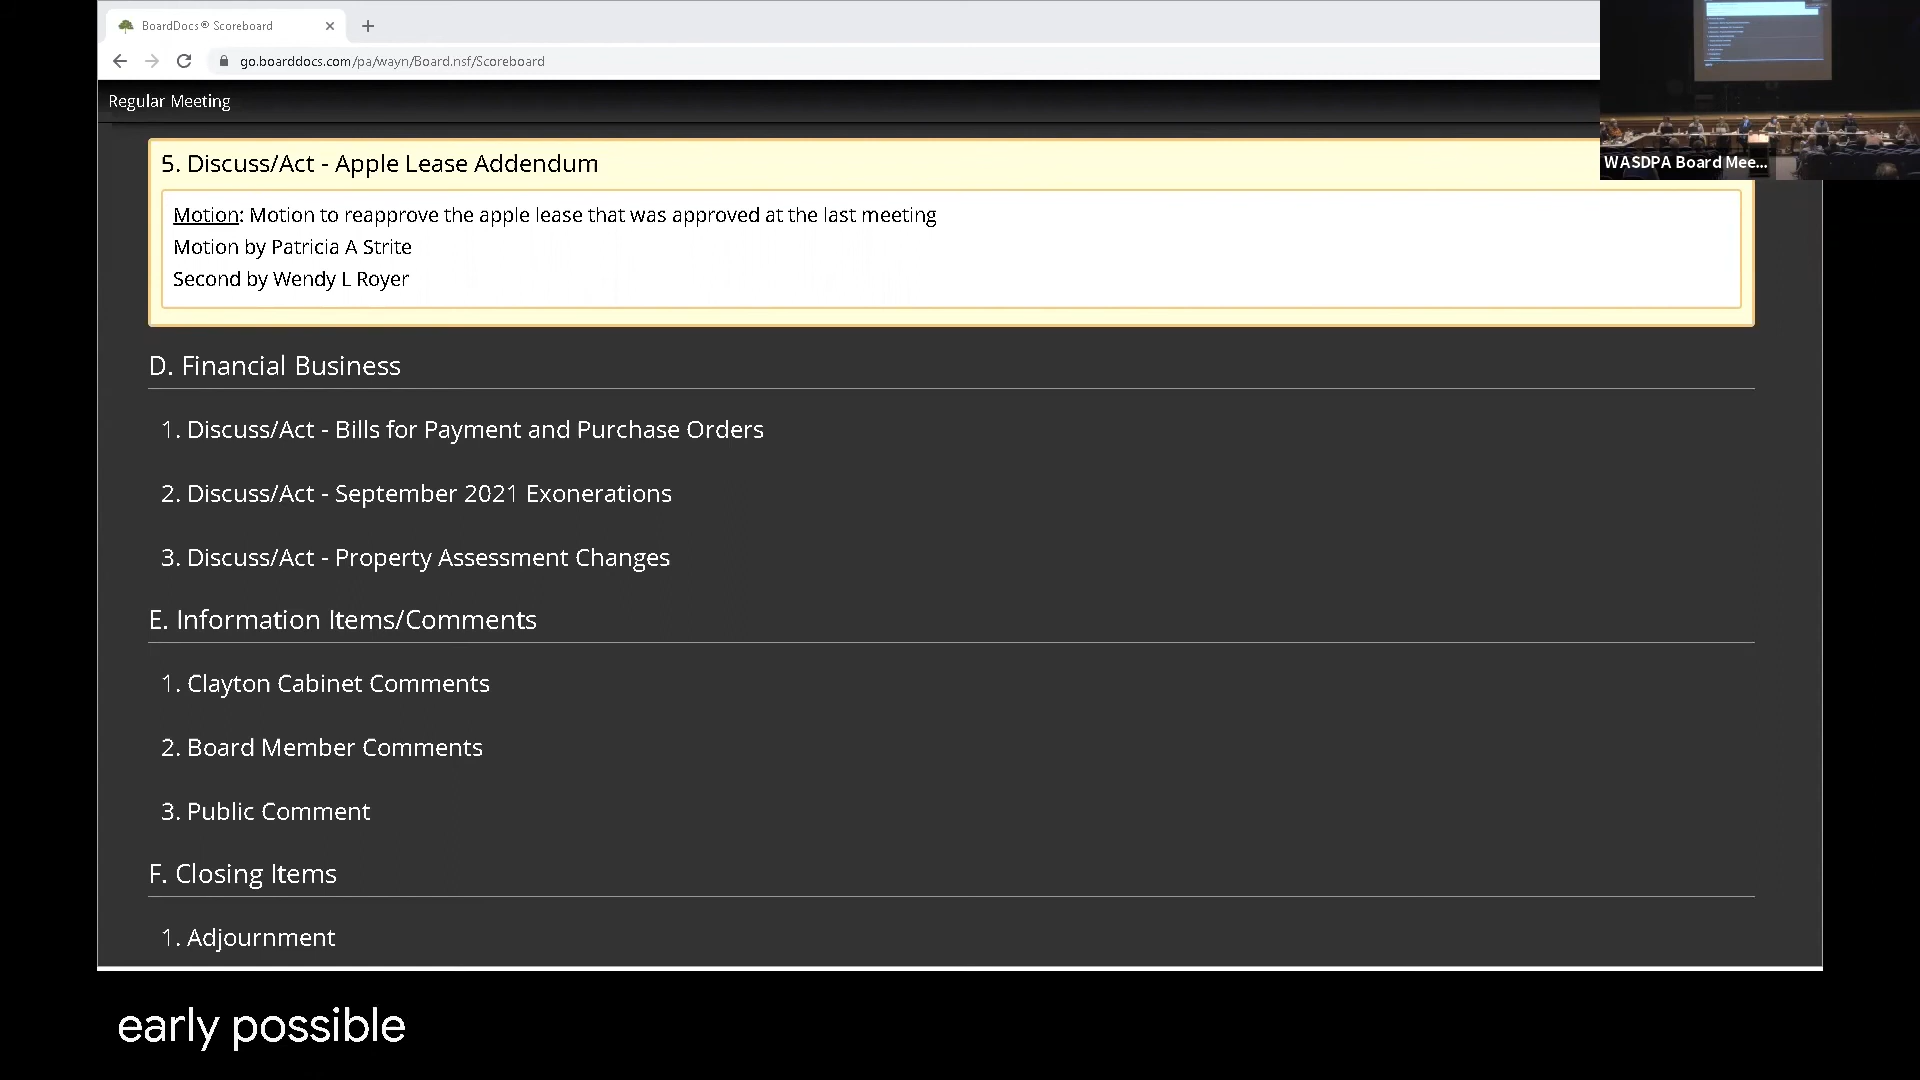 BoardDocs® Scoreboard
go.boarddocs.com/pa/wayn/Board.nsf/Scoreboard
Regular Meeting
WASDPA Board Mee...
5. Discuss/Act - Apple Lease Addendum
Motion: Motion to reapprove the apple lease that was approved at the last meeting
Motion by Patricia A Strite
Second by Wendy L Royer
D. Financial Business
1. Discuss/Act - Bills for Payment and Purchase Orders
2. Discuss/Act - September 2021 Exonerations
3. Discuss/Act - Property Assessment Changes
E. Information Items/Comments
1. Clayton Cabinet Comments
2. Board Member Comments
3. Public Comment
F. Closing Items
1. Adjournment
early possible